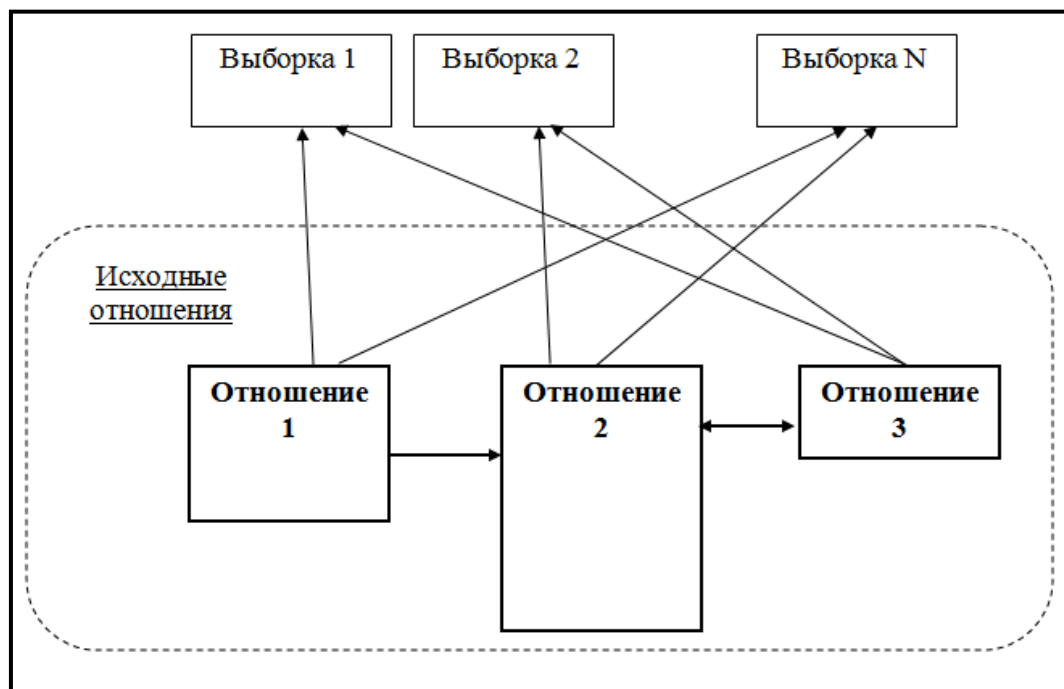 Выборка 1
Выборка 2
Выборка N
Исходные
отношения
Отношение
1
Отношение
2
Отношение
3